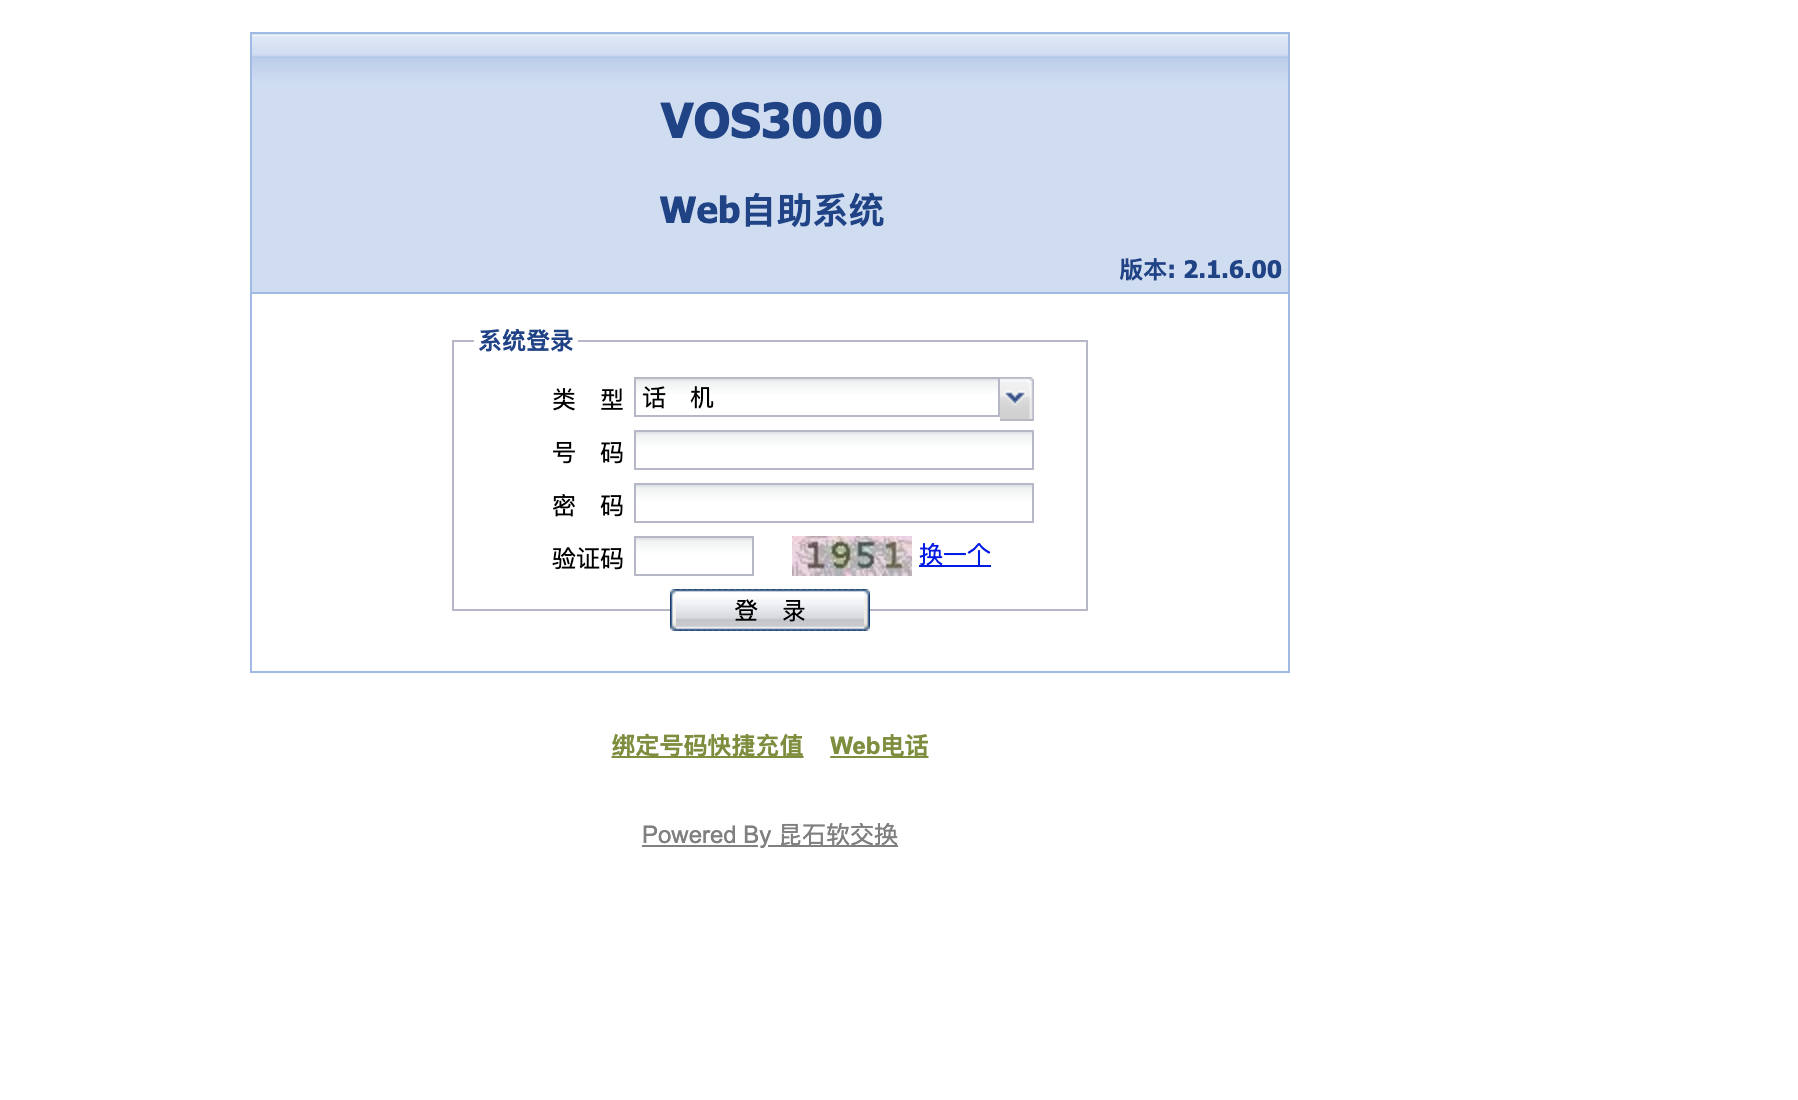 VOS3000
Web自助系统
版本: 2.1.6.00
系统登录
类 型 话 机
号 码
密 码
验证码 1951 换一个
登 录
绑定号码快捷充值 Web电话
Powered By 昆石软交换